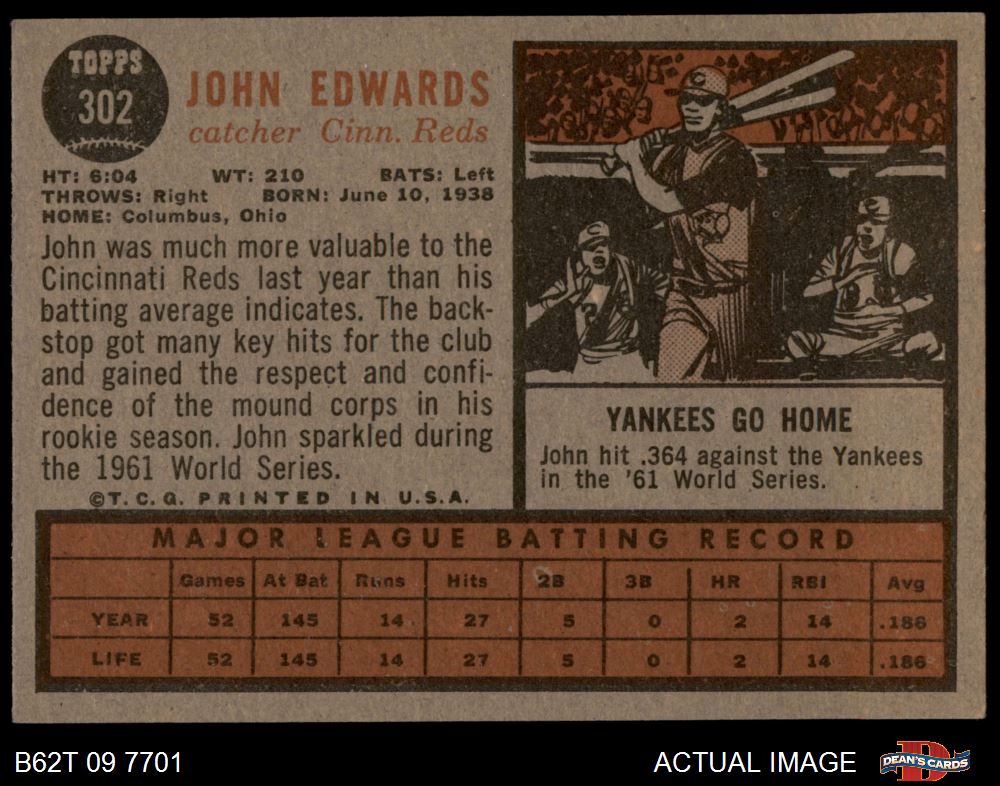 TOPPS
302
JOHN EDWARDS
catcher Cinn. Reds
HT: 6:04 WT: 210 BATS: Left
THROWS: Right BORN: June 10, 1938
HOME: Columbus, Ohio
John was much more valuable to the
Cincinnati Reds last year than his
batting average indicates. The back-
stop got many key hits for the club
and gained the respect and confi-
dence of the mound corps in his
rookie season. John sparkled during
the 1961 World Series.
©T.C.G. PRINTED IN U.S.A.
C
C
C
YANKEES GO HOME
John hit .364 against the Yankees
in the '61 World Series.
MAJOR LEAGUE BATTING RECORD
Games At Bat Runs Hits 2B 3B HR RBI Avg
YEAR 52 145 14 27 5 0 2 14 .186
LIFE 52 145 14 27 5 0 2 14 .186
B62T 09 7701
ACTUAL IMAGE
D
DEAN'S CARDS